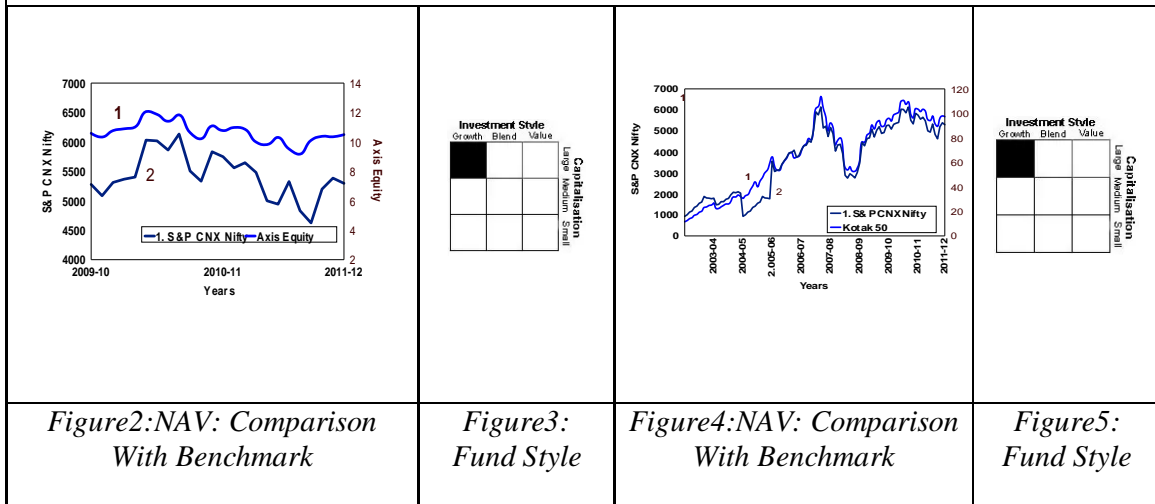 7000
6500
6000
5500
5000
4500
4000
S&P CNX Nifty
14
12
10
8
6
4
2
Axis Equity
1
2
1. S&P CNX Nifty Axis Equity
2009-10 2010-11 2011-12
Years
Investment Style
Growth Blend Value
Large Medium Small
Capitalisation
7000
6000
5000
4000
3000
2000
1000
0
S&P CNX Nifty
120
100
80
60
40
20
0
1
1
2
1. S& P CNX Nifty
Kotak 50
2003-04 2004-05 2.005-06 2006-07 2007-08 2008-09 2009-10 2010-11 2011-12
Years
Investment Style
Growth Blend Value
Large Medium Small
Capitalisation
Figure2:NAV: Comparison
With Benchmark
Figure3:
Fund Style
Figure4:NAV: Comparison
With Benchmark
Figure5:
Fund Style